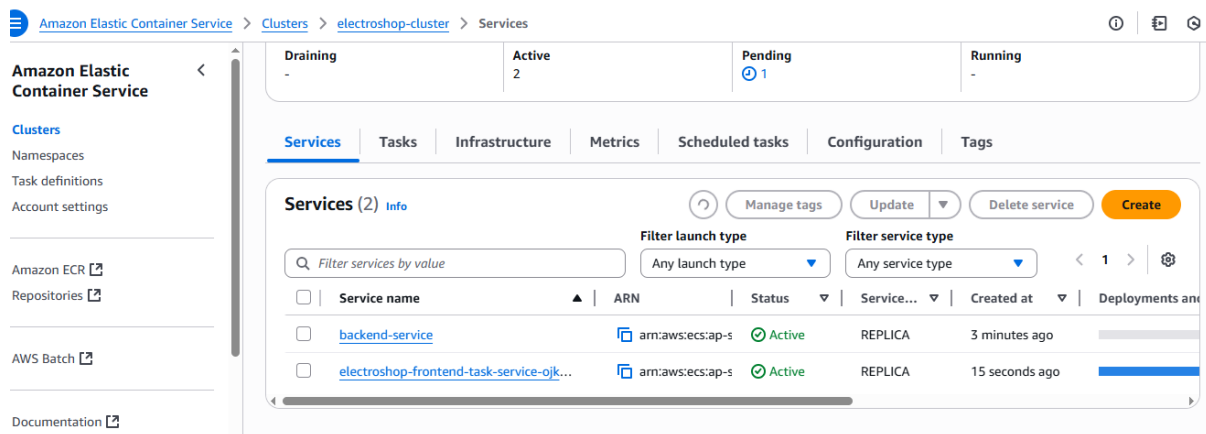 Amazon Elastic Container Service > Clusters > electroshop-cluster > Services
Amazon Elastic
Container Service
Clusters
Namespaces
Task definitions
Account settings
Amazon ECR
Repositories
AWS Batch
Documentation
Draining
-
Active
2
Pending
1
Running
-
Services
Tasks
Infrastructure
Metrics
Scheduled tasks
Configuration
Tags
Services (2) Info
Manage tags
Update
Delete service
Create
Filter services by value
Filter launch type
Any launch type
Filter service type
Any service type
1
Service name
ARN
Status
Service...
Created at
Deployments and
backend-service
arn:aws:ecs:ap-s
Active
REPLICA
3 minutes ago
electroshop-frontend-task-service-ojk...
arn:aws:ecs:ap-s
Active
REPLICA
15 seconds ago